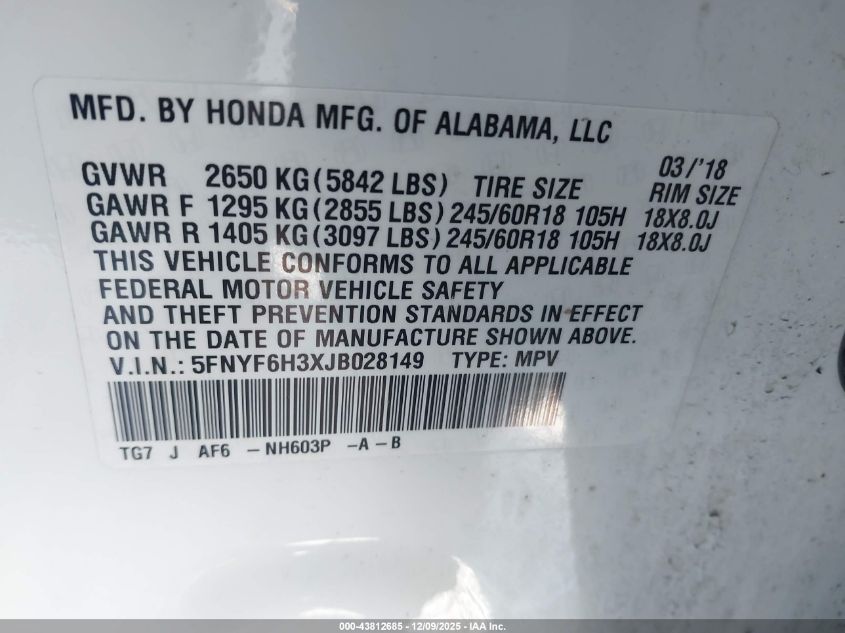 MFD. BY HONDA MFG. OF ALABAMA, LLC
03/'18
GVWR 2650 KG (5842 LBS) TIRE SIZE RIM SIZE
GAWR F 1295 KG (2855 LBS) 245/60R18 105H 18X8.0J
GAWR R 1405 KG (3097 LBS) 245/60R18 105H 18X8.0J
THIS VEHICLE CONFORMS TO ALL APPLICABLE
FEDERAL MOTOR VEHICLE SAFETY
AND THEFT PREVENTION STANDARDS IN EFFECT
ON THE DATE OF MANUFACTURE SHOWN ABOVE.
V.I.N.: 5FNYF6H3XJB028149 TYPE: MPV
TG7 J AF6 - NH603P - A - B
000-43812685 - 12/09/2025 - IAA Inc.